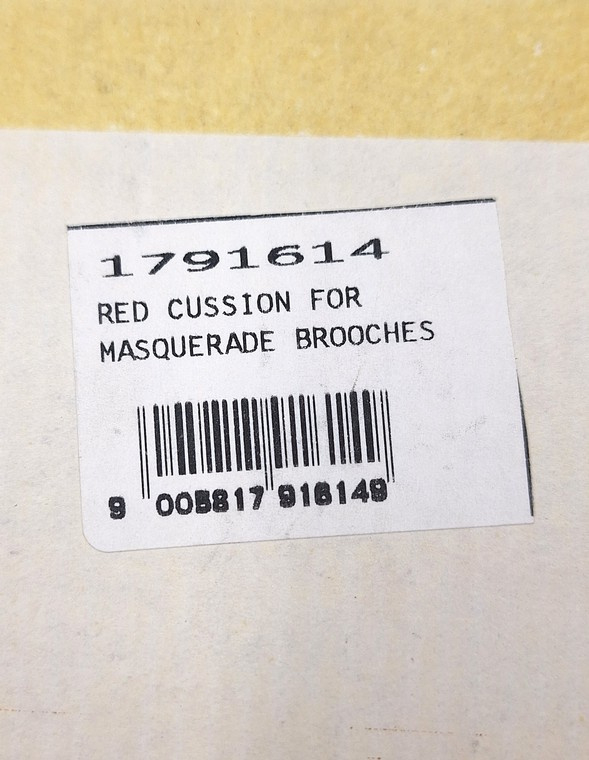 1791614
RED CUSSION FOR
MASQUERADE BROOCHES
9 005817 916149